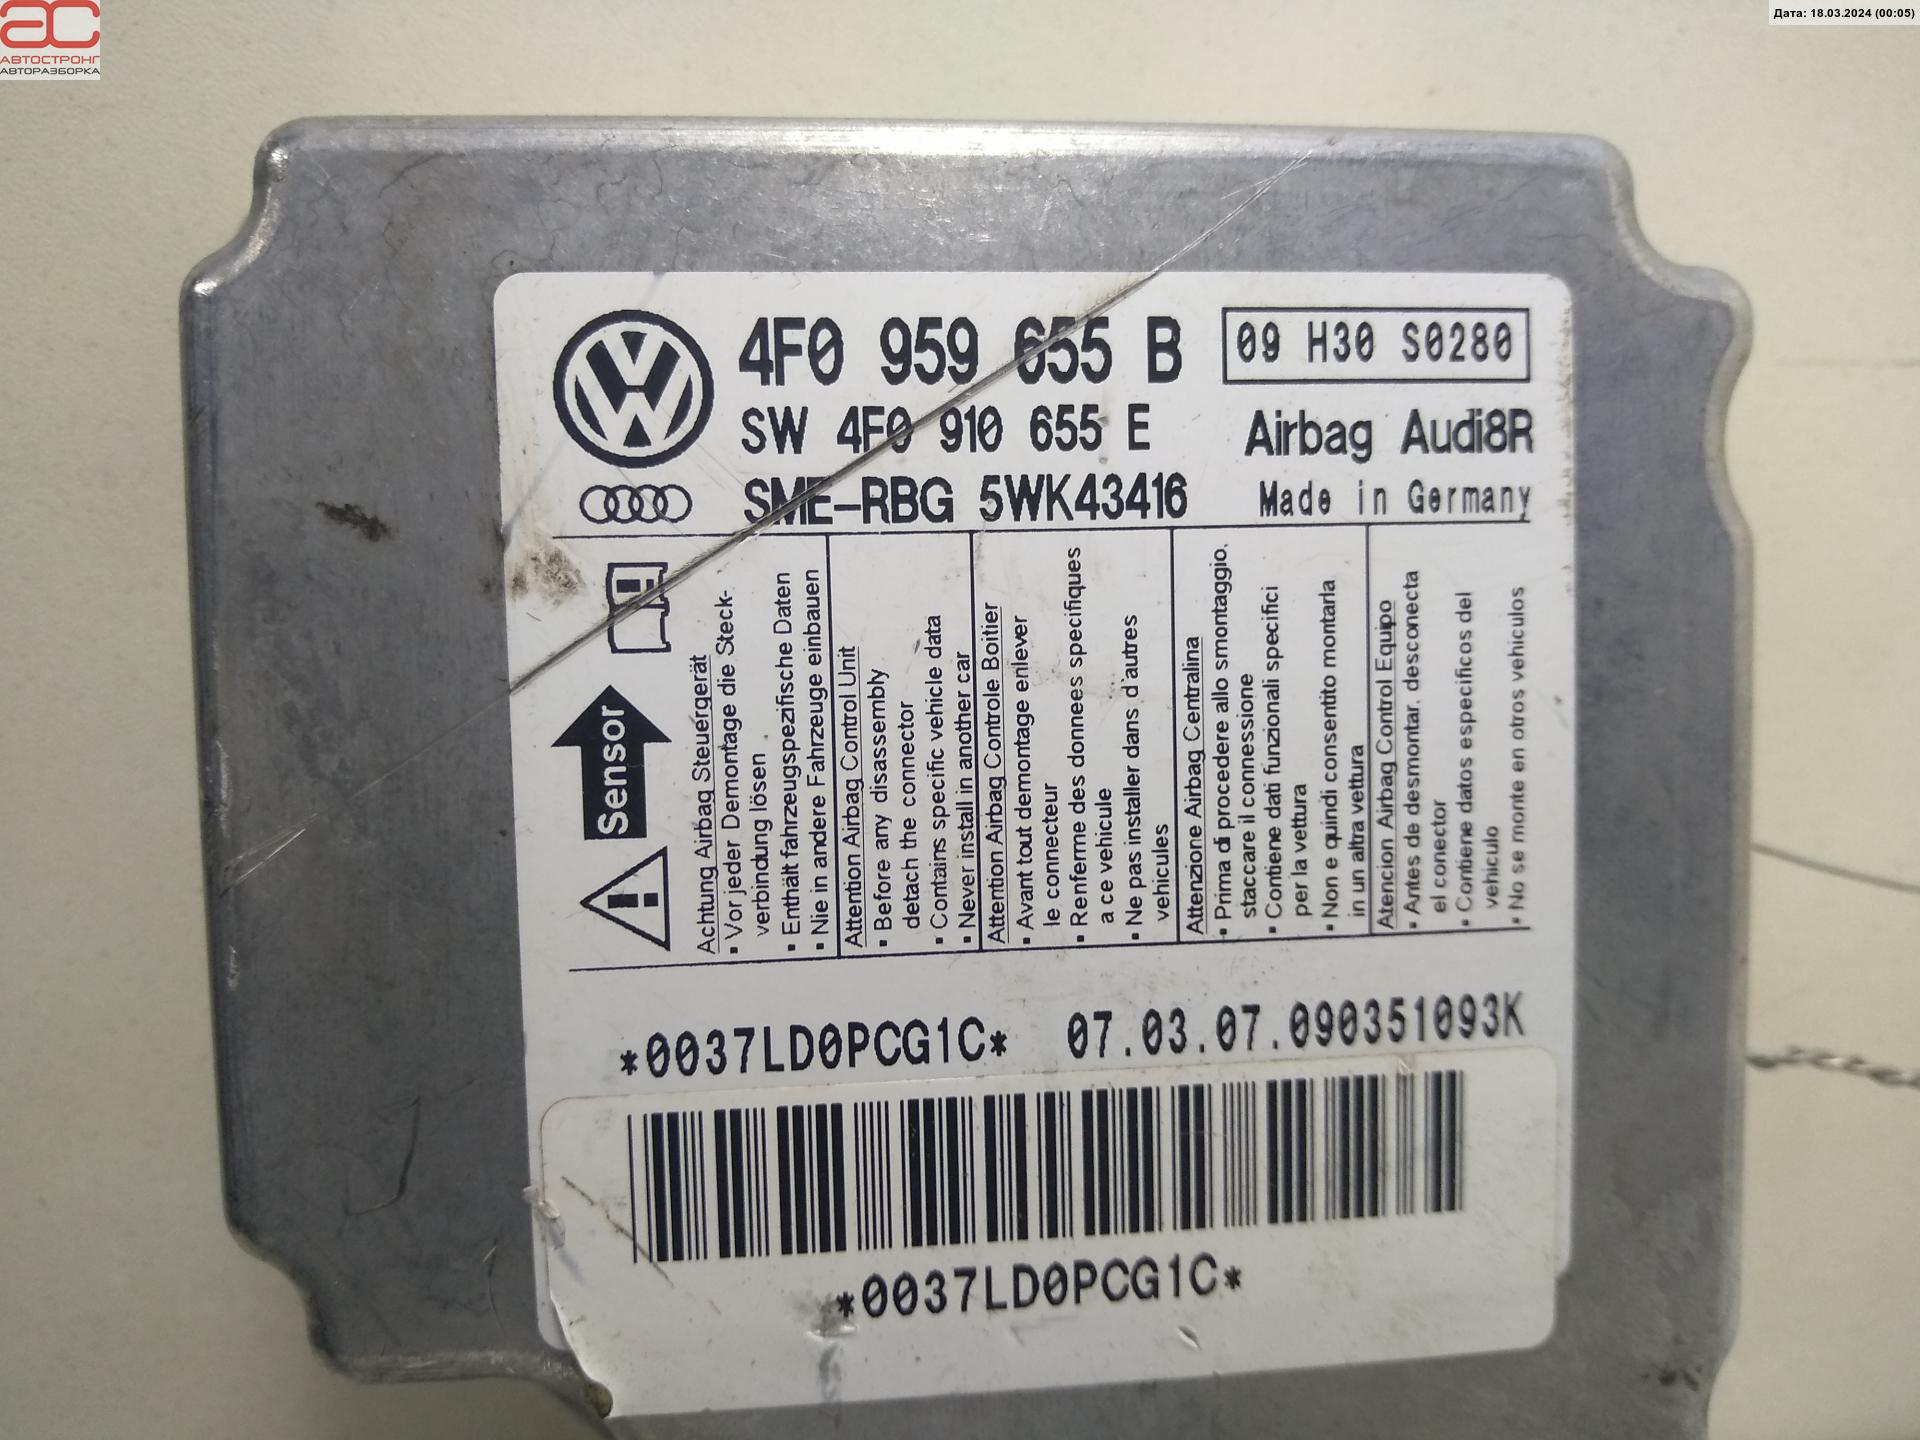 АВТОСТРОНГ
АВТОРАЗБОРКА
Дата: 18.03.2024 (00:05)
4F0 959 655 B
09 H30 S0280
SW 4F0 910 655 E
Airbag Audi8R
SME-RBG 5WK43416
Made in Germany
Sensor
Achtung Airbag Steuergerät
▪ Vor jeder Demontage die Steck-
verbindung lösen
▪ Enthält fahrzeugspezifische Daten
▪ Nie in andere Fahrzeuge einbauen
Attention Airbag Control Unit
▪ Before any disassembly
detach the connector
▪ Contains specific vehicle data
▪ Never install in another car
Attention Airbag Controle Boitier
▪ Avant tout demontage enlever
le connecteur
▪ Renferme des donnees specifiques
a ce vehicule
▪ Ne pas installer dans d'autres
vehicules
Attenzione Airbag Centralina
▪ Prima di procedere allo smontaggio,
staccare il connessione
▪ Contiene dati funzionali specifici
per la vettura
▪ Non e quindi consentito montarla
in un altra vettura
Atencion Airbag Control Equipo
▪ Antes de desmontar, desconecta
el conector
▪ Contiene datos especificos del
vehiculo
▪ No se monte en otros vehiculos
*0037LD0PCG1C* 07.03.07.090351093K
*0037LD0PCG1C*